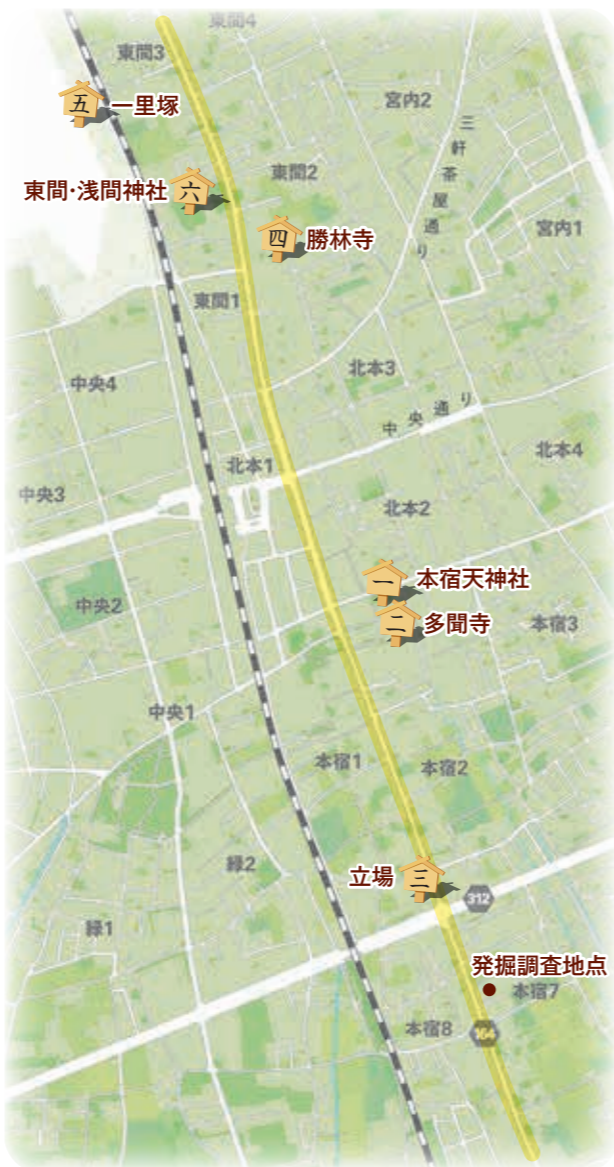 東間4
東間3
五
一里塚
宮内2
三軒茶屋通り
東間2
東間・浅間神社
六
四
勝林寺
宮内1
東間1
北本3
中央4
中央通り
北本4
北本1
中央3
北本2
一
本宿天神社
中央2
二
多聞寺
本宿3
中央1
本宿1
本宿2
緑2
立場
三
312
緑1
発掘調査地点
本宿7
本宿8
164